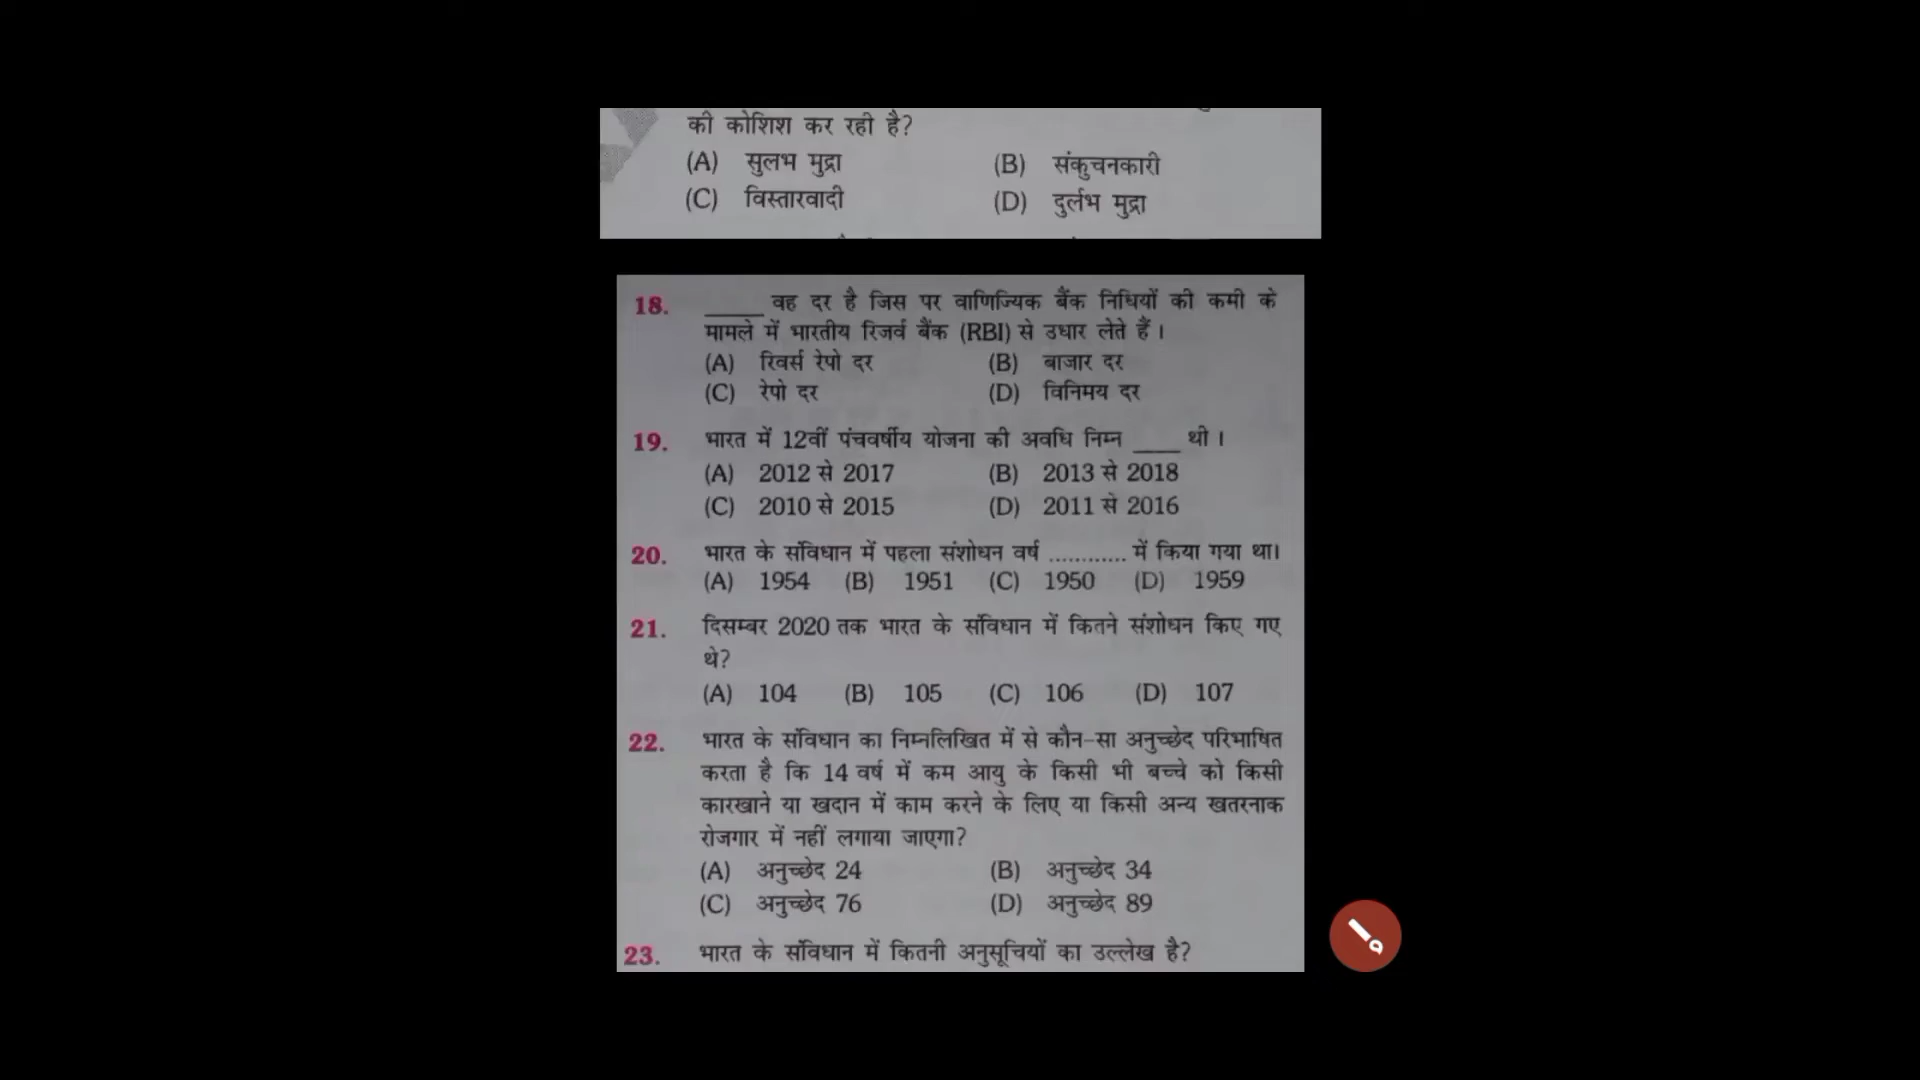 की कोशिश कर रही है?
(A) सुलभ मुद्रा (B) संकुचनकारी
(C) विस्तारवादी (D) दुर्लभ मुद्रा
18. ____ वह दर है जिस पर वाणिज्यिक बैंक निधियों की कमी के
मामले में भारतीय रिजर्व बैंक (RBI) से उधार लेते हैं।
(A) रिवर्स रेपो दर (B) बाजार दर
(C) रेपो दर (D) विनिमय दर
19. भारत में 12वीं पंचवर्षीय योजना की अवधि निम्न ____ थी।
(A) 2012 से 2017 (B) 2013 से 2018
(C) 2010 से 2015 (D) 2011 से 2016
20. भारत के संविधान में पहला संशोधन वर्ष ............ में किया गया था।
(A) 1954 (B) 1951 (C) 1950 (D) 1959
21. दिसम्बर 2020 तक भारत के संविधान में कितने संशोधन किए गए
थे?
(A) 104 (B) 105 (C) 106 (D) 107
22. भारत के संविधान का निम्नलिखित में से कौन-सा अनुच्छेद परिभाषित
करता है कि 14 वर्ष में कम आयु के किसी भी बच्चे को किसी
कारखाने या खदान में काम करने के लिए या किसी अन्य खतरनाक
रोजगार में नहीं लगाया जाएगा?
(A) अनुच्छेद 24 (B) अनुच्छेद 34
(C) अनुच्छेद 76 (D) अनुच्छेद 89
23. भारत के संविधान में कितनी अनुसूचियों का उल्लेख है?